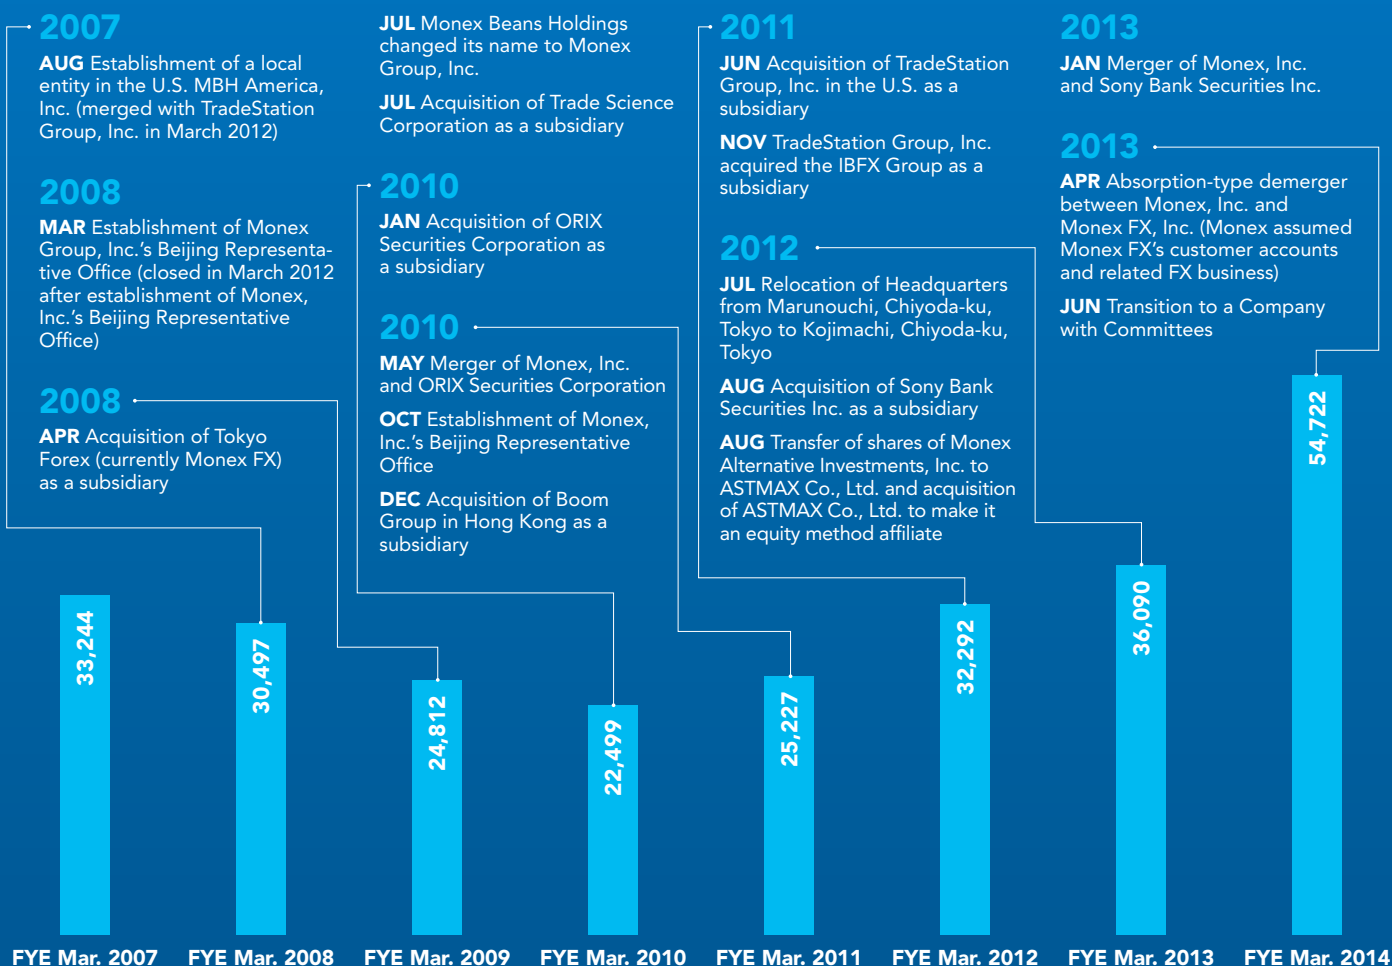 2007
AUG Establishment of a local
entity in the U.S. MBH America,
Inc. (merged with TradeStation
Group, Inc. in March 2012)
2008
MAR Establishment of Monex
Group, Inc.'s Beijing Representa-
tive Office (closed in March 2012
after establishment of Monex,
Inc.'s Beijing Representative
Office)
2008
APR Acquisition of Tokyo
Forex (currently Monex FX)
as a subsidiary
JUL Monex Beans Holdings
changed its name to Monex
Group, Inc.
JUL Acquisition of Trade Science
Corporation as a subsidiary
2010
JAN Acquisition of ORIX
Securities Corporation as
a subsidiary
2010
MAY Merger of Monex, Inc.
and ORIX Securities Corporation
OCT Establishment of Monex,
Inc.'s Beijing Representative
Office
DEC Acquisition of Boom
Group in Hong Kong as a
subsidiary
2011
JUN Acquisition of TradeStation
Group, Inc. in the U.S. as a
subsidiary
NOV TradeStation Group, Inc.
acquired the IBFX Group as a
subsidiary
2012
JUL Relocation of Headquarters
from Marunouchi, Chiyoda-ku,
Tokyo to Kojimachi, Chiyoda-ku,
Tokyo
AUG Acquisition of Sony Bank
Securities Inc. as a subsidiary
AUG Transfer of shares of Monex
Alternative Investments, Inc. to
ASTMAX Co., Ltd. and acquisition
of ASTMAX Co., Ltd. to make it
an equity method affiliate
2013
JAN Merger of Monex, Inc.
and Sony Bank Securities Inc.
2013
APR Absorption-type demerger
between Monex, Inc. and
Monex FX, Inc. (Monex assumed
Monex FX's customer accounts
and related FX business)
JUN Transition to a Company
with Committees
33,244
30,497
24,812
22,499
25,227
32,292
36,090
54,722
FYE Mar. 2007
FYE Mar. 2008
FYE Mar. 2009
FYE Mar. 2010
FYE Mar. 2011
FYE Mar. 2012
FYE Mar. 2013
FYE Mar. 2014